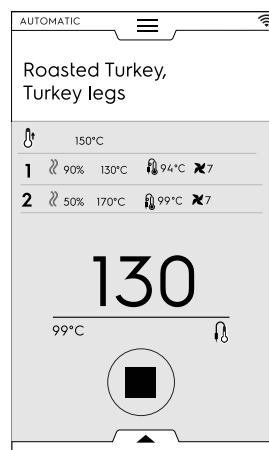 AUTOMATIC
Roasted Turkey,
Turkey legs
150°C
1 90% 130°C 94°C 7
2 50% 170°C 99°C 7
130
99°C